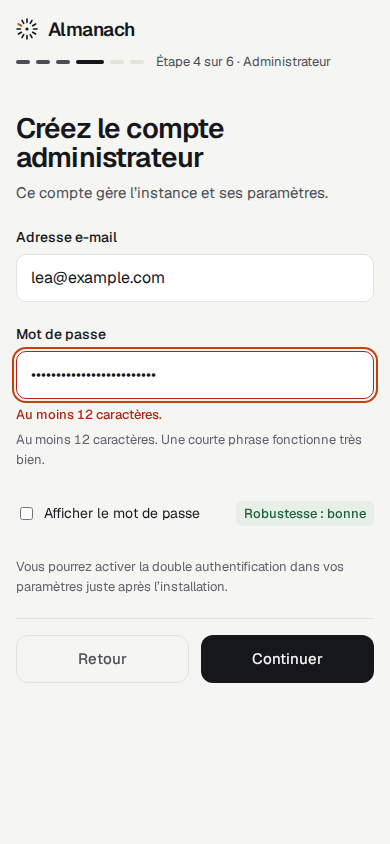 Almanach
Étape 4 sur 6 · Administrateur
Créez le compte
administrateur
Ce compte gère l’instance et ses paramètres.
Adresse e-mail
lea@example.com
Mot de passe
•••••••••••••••••••••••••
Au moins 12 caractères.
Au moins 12 caractères. Une courte phrase fonctionne très
bien.
Afficher le mot de passe
Robustesse : bonne
Vous pourrez activer la double authentification dans vos
paramètres juste après l’installation.
Retour
Continuer